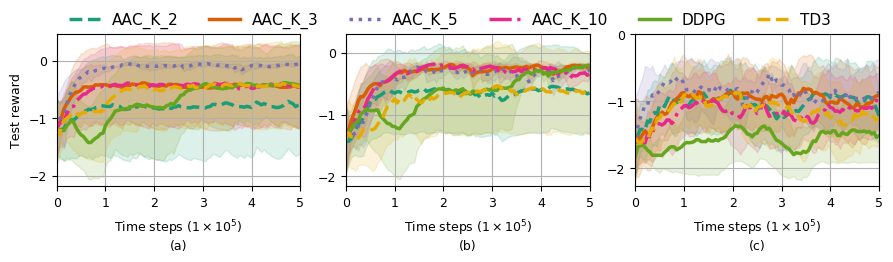 AAC_K_2 AAC_K_3 AAC_K_5 AAC_K_10 DDPG TD3
Test reward
0
−1
−2
0 1 2 3 4 5
Time steps (1 × 10⁵)
(a)
0
−1
−2
0 1 2 3 4 5
Time steps (1 × 10⁵)
(b)
0
−1
−2
0 1 2 3 4 5
Time steps (1 × 10⁵)
(c)